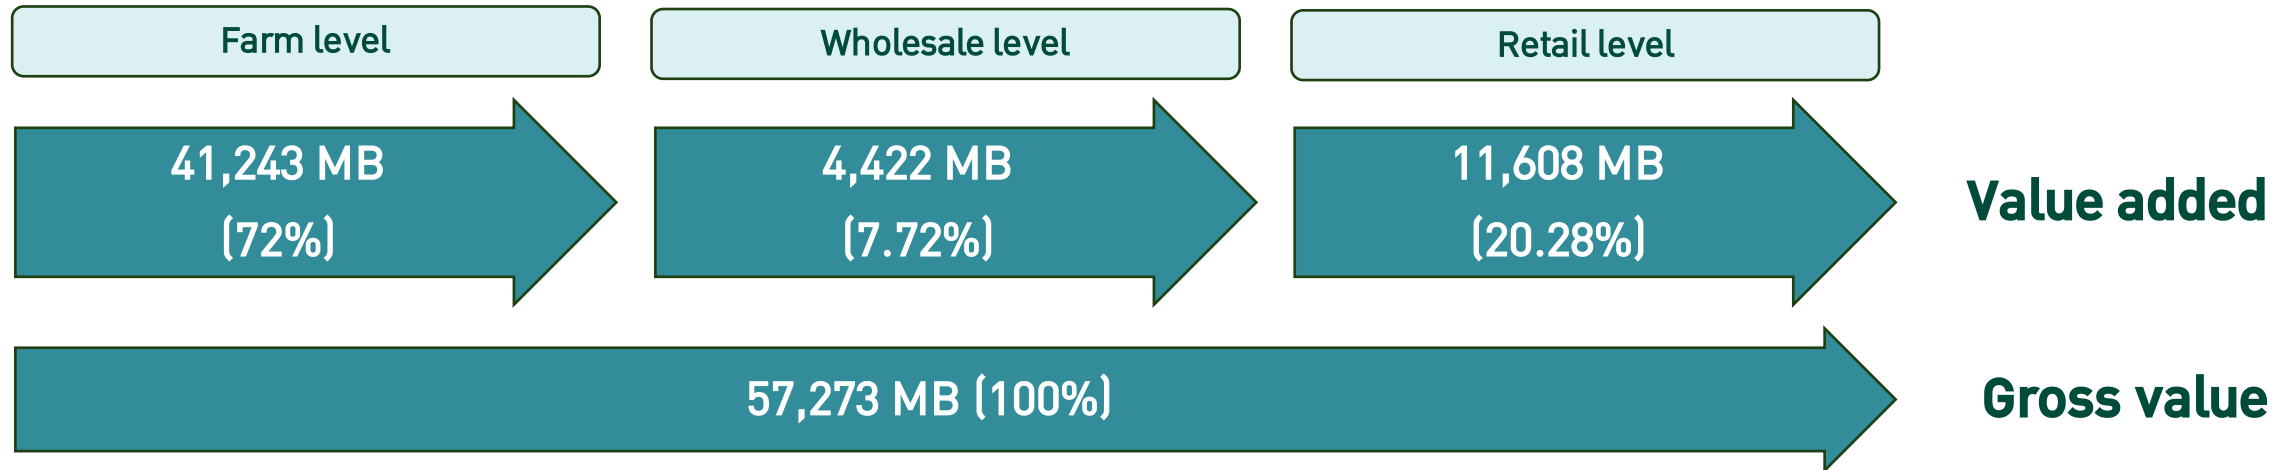 Farm level
Wholesale level
Retail level
41,243 MB
(72%)
4,422 MB
(7.72%)
11,608 MB
(20.28%)
Value added
57,273 MB (100%)
Gross value